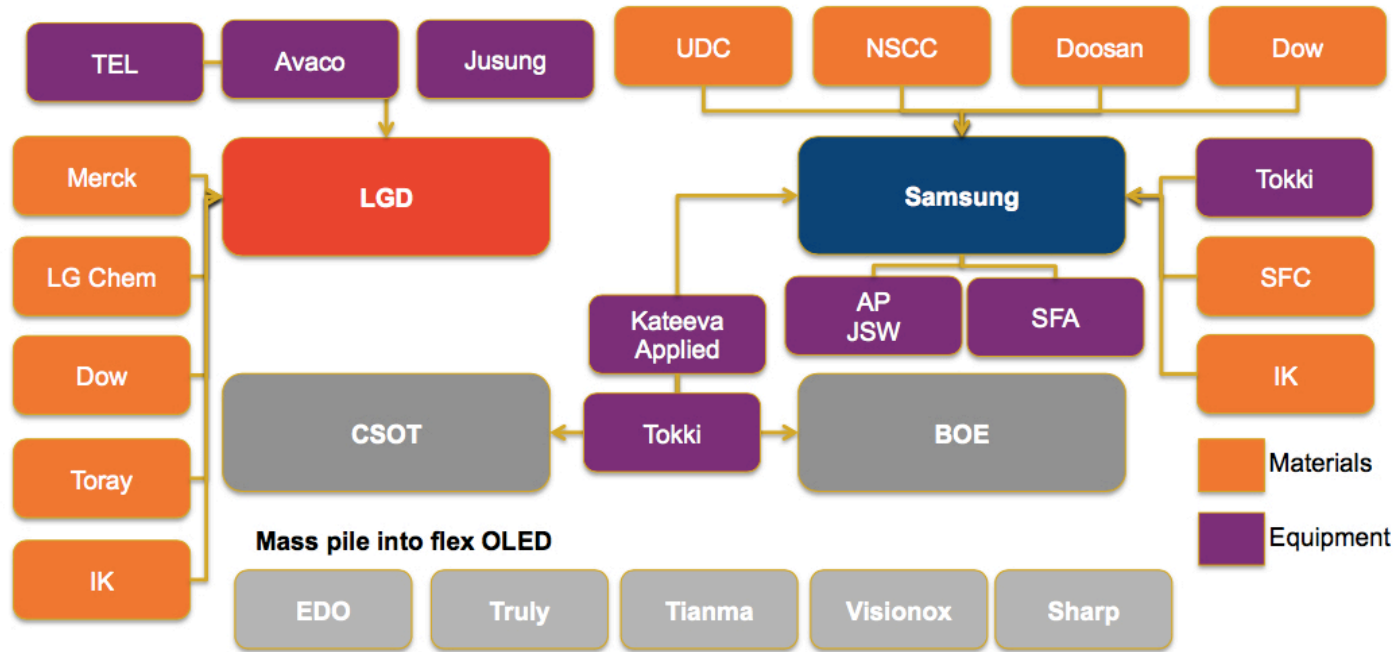 TEL
Avaco
Jusung
UDC
NSCC
Doosan
Dow
Merck
LGD
Samsung
Tokki
LG Chem
SFC
Kateeva
Applied
AP
JSW
SFA
Dow
IK
CSOT
Tokki
BOE
Toray
Materials
Equipment
Mass pile into flex OLED
IK
EDO
Truly
Tianma
Visionox
Sharp